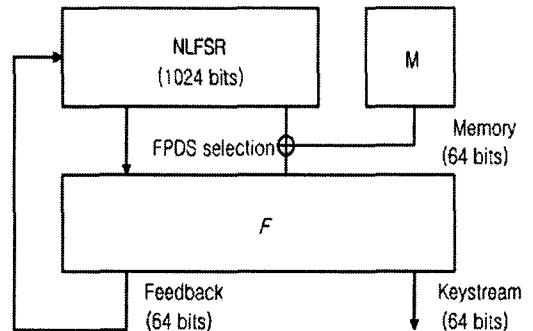 NLFSR
(1024 bits)
M
FPDS selection
Memory
(64 bits)
F
Feedback
(64 bits)
Keystream
(64 bits)